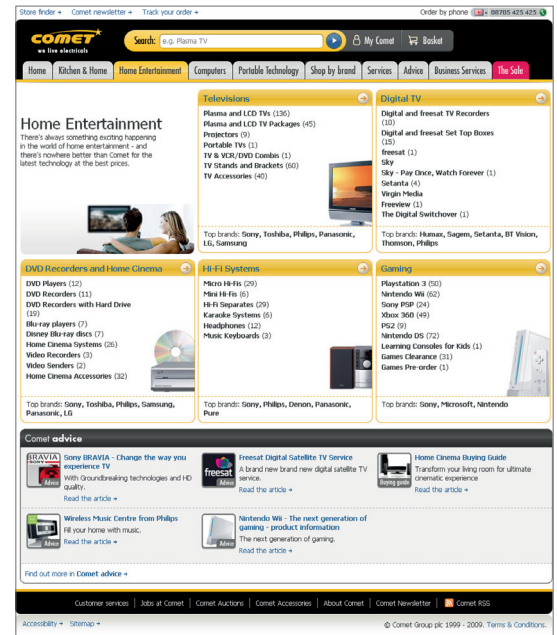 Store finder → Comet newsletter → Track your order →
Order by phone 08705 425 425
COMET
we live electricals
Search: e.g. Plasma TV
My Comet Basket
Home Kitchen & Home Home Entertainment Computers Portable Technology Shop by brand Services Advice Business Services The Sale
Home Entertainment
There's always something exciting happening
in the world of home entertainment - and
there's nowhere better than Comet for the
latest technology at the best prices.
Televisions
Plasma and LCD TVs (136)
Plasma and LCD TV Packages (45)
Projectors (9)
Portable TVs (1)
TV & VCR/DVD Combis (1)
TV Stands and Brackets (60)
TV Accessories (40)
Top brands: Sony, Toshiba, Philips, Panasonic,
LG, Samsung
Digital TV
Digital and freesat TV Recorders
(10)
Digital and freesat Set Top Boxes
(15)
freesat (1)
Sky
Sky - Pay Once, Watch Forever (1)
Setanta (4)
Virgin Media
Freeview (1)
The Digital Switchover (1)
Top brands: Humax, Sagem, Setanta, BT Vision,
Thomson, Philips
DVD Recorders and Home Cinema
DVD Players (12)
DVD Recorders (11)
DVD Recorders with Hard Drive
(19)
Blu-ray players (7)
Disney Blu-ray discs (7)
Home Cinema Systems (26)
Video Recorders (3)
Video Senders (2)
Home Cinema Accessories (32)
Top brands: Sony, Toshiba, Philips, Samsung,
Panasonic, LG
Hi-Fi Systems
Micro Hi-Fis (29)
Mini Hi-Fis (6)
Hi-Fi Separates (29)
Karaoke Systems (6)
Headphones (12)
Music Keyboards (3)
Top brands: Sony, Philips, Denon, Panasonic,
Pure
Gaming
Playstation 3 (50)
Nintendo Wii (62)
Sony PSP (24)
Xbox 360 (49)
PS2 (9)
Nintendo DS (72)
Learning Consoles for Kids (1)
Games Clearance (31)
Games Pre-order (1)
Top brands: Sony, Microsoft, Nintendo
Comet advice
BRAVIA
Advice
Sony BRAVIA - Change the way you
experience TV
With Groundbreaking technologies and HD
quality.
Read the article →
freesat
Advice
Freesat Digital Satellite TV Service
A brand new brand new digital satellite TV
service.
Read the article →
Buying guide
Home Cinema Buying Guide
Transform your living room for ultimate
cinematic experience
Read the article →
Advice
Wireless Music Centre from Philips
Fill your home with music.
Read the article →
Advice
Nintendo Wii - The next generation of
gaming - product information
The next generation of gaming.
Read the article →
Find out more in Comet advice →
Customer services | Jobs at Comet | Comet Auctions | Comet Accessories | About Comet | Comet Newsletter | Comet RSS
Accessibility → Sitemap →
© Comet Group plc 1999 - 2009. Terms & Conditions.